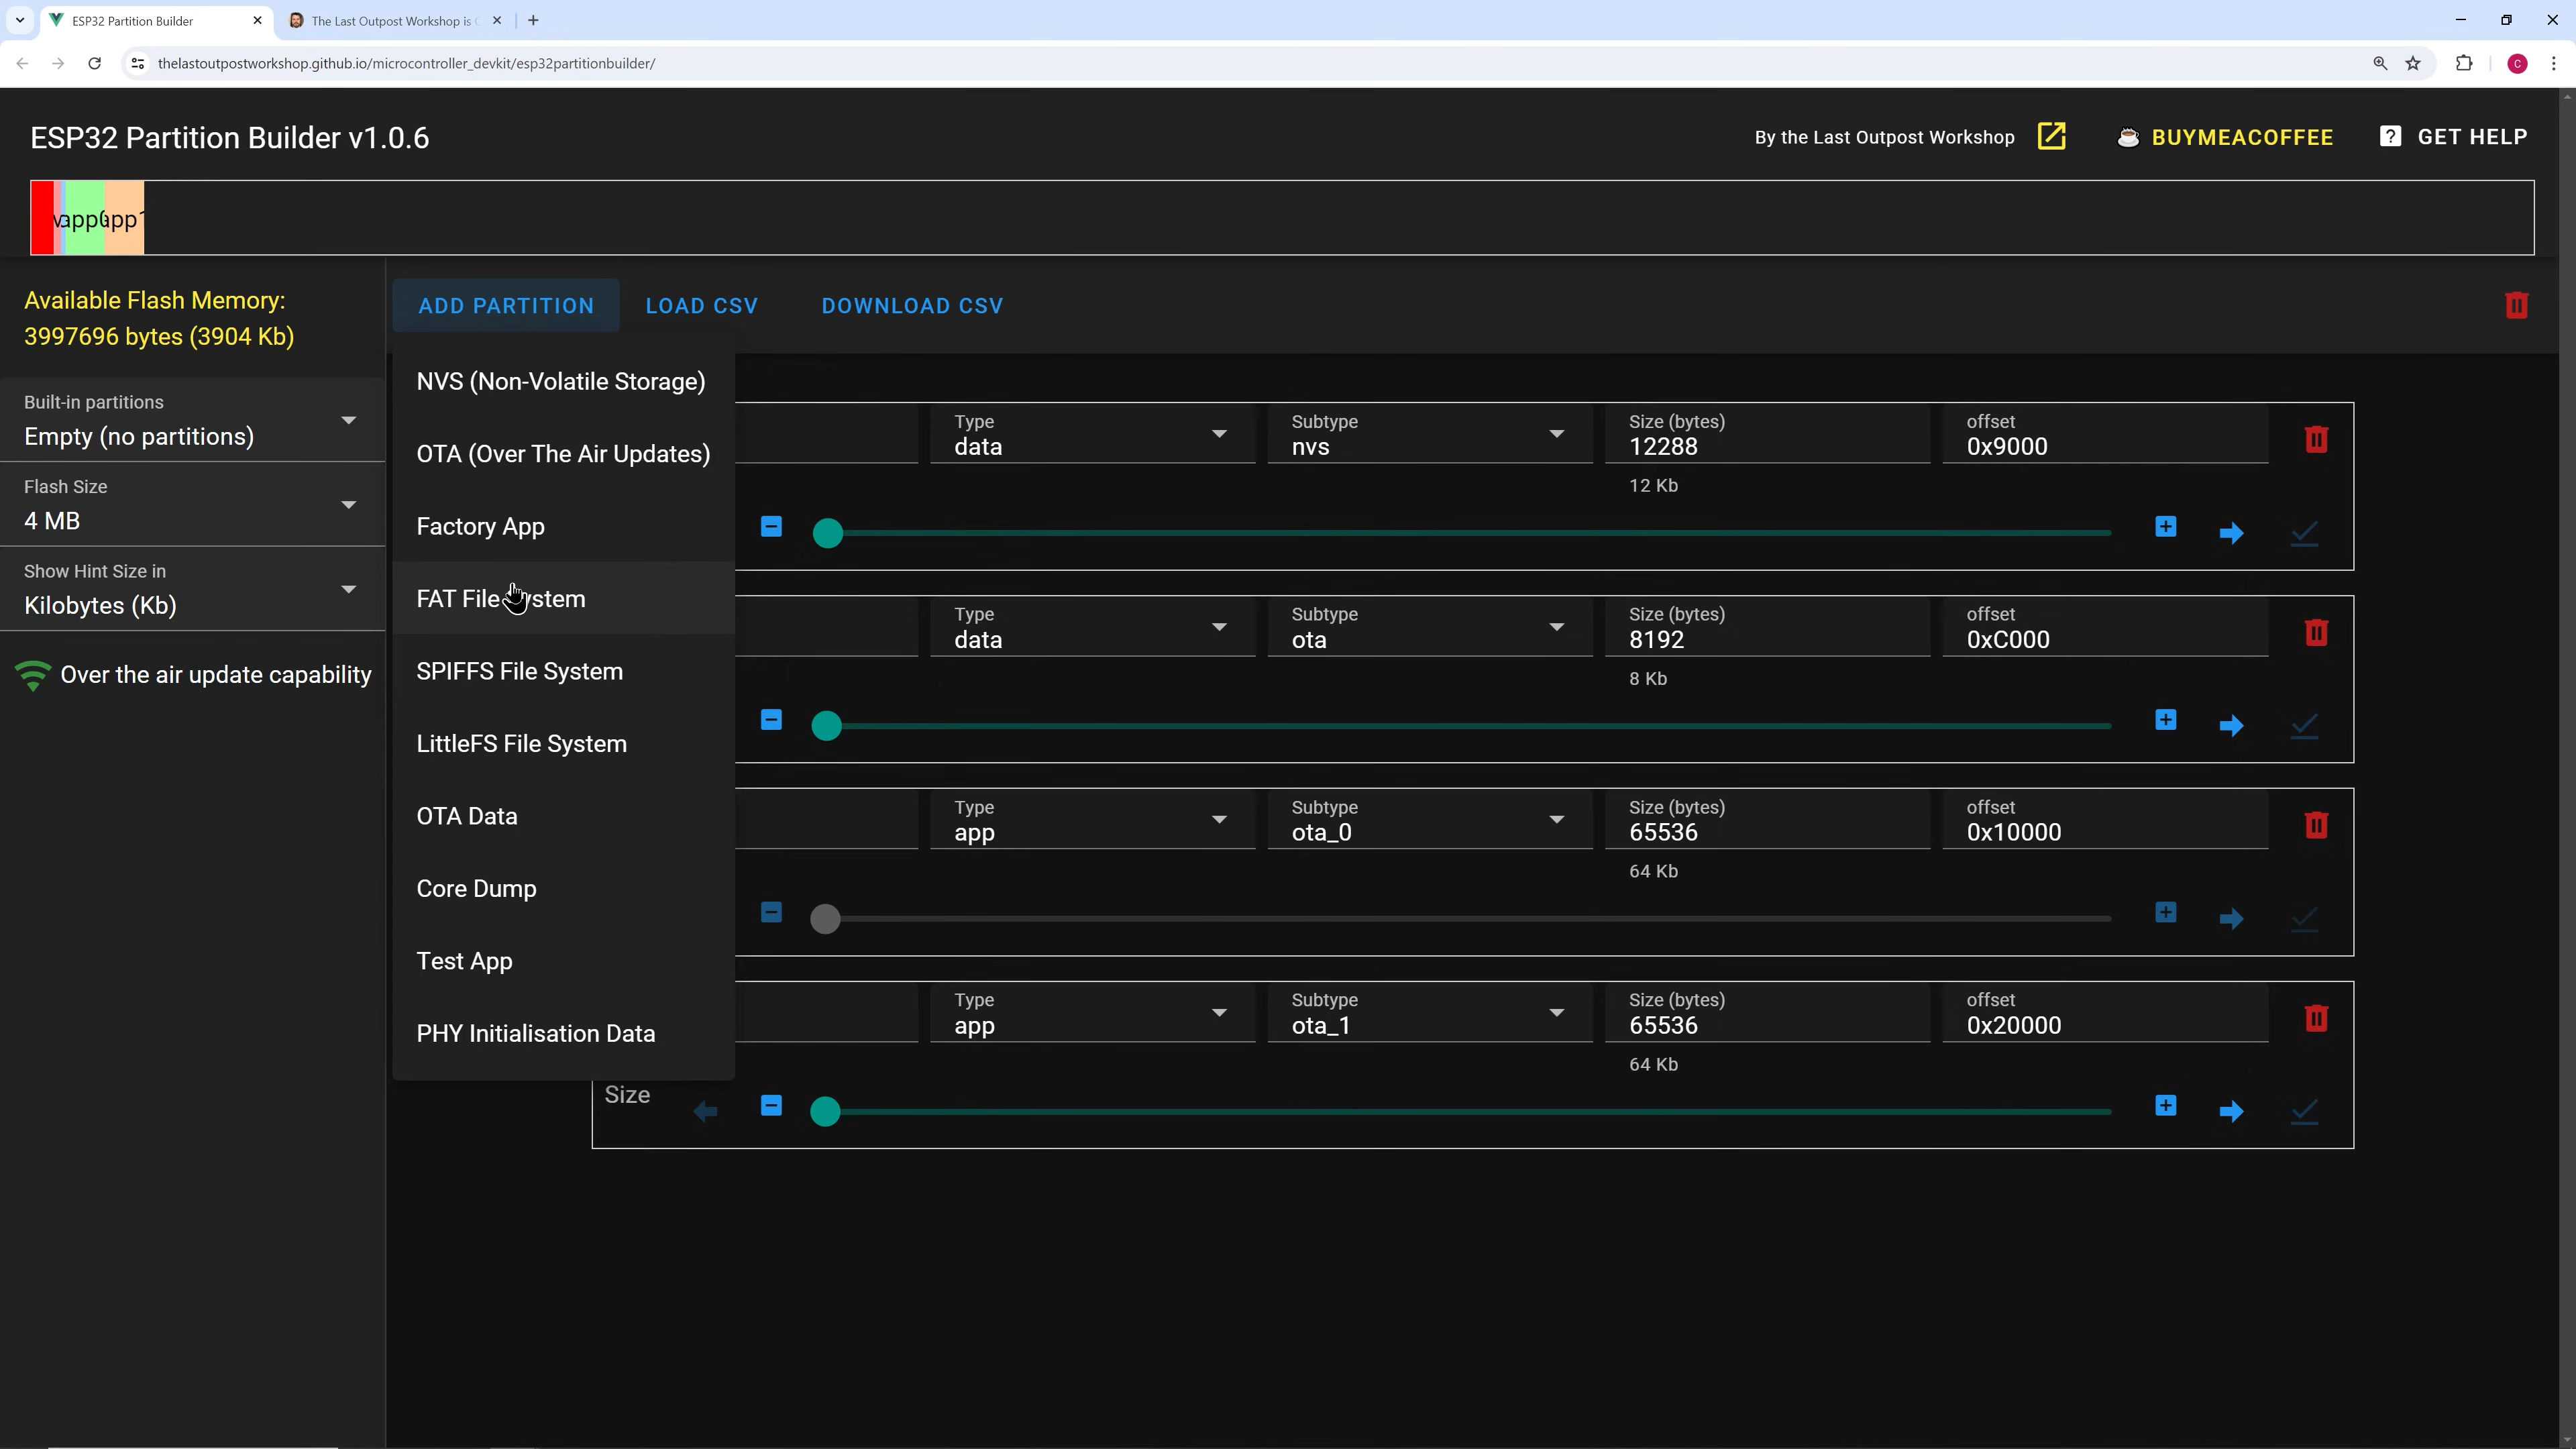 ESP32 Partition Builder
The Last Outpost Workshop is
thelastoutpostworkshop.github.io/microcontroller_devkit/esp32partitionbuilder/
C
ESP32 Partition Builder v1.0.6
By the Last Outpost Workshop
BUYMEACOFFEE
GET HELP
app0
app1
Available Flash Memory:
3997696 bytes (3904 Kb)
ADD PARTITION
LOAD CSV
DOWNLOAD CSV
Built-in partitions
Empty (no partitions)
Flash Size
4 MB
Show Hint Size in
Kilobytes (Kb)
Over the air update capability
NVS (Non-Volatile Storage)
OTA (Over The Air Updates)
Factory App
FAT File System
SPIFFS File System
LittleFS File System
OTA Data
Core Dump
Test App
PHY Initialisation Data
Type
data
Subtype
nvs
Size (bytes)
12288
12 Kb
offset
0x9000
Type
data
Subtype
ota
Size (bytes)
8192
8 Kb
offset
0xC000
Type
app
Subtype
ota_0
Size (bytes)
65536
64 Kb
offset
0x10000
Type
app
Subtype
ota_1
Size (bytes)
65536
64 Kb
offset
0x20000
Size